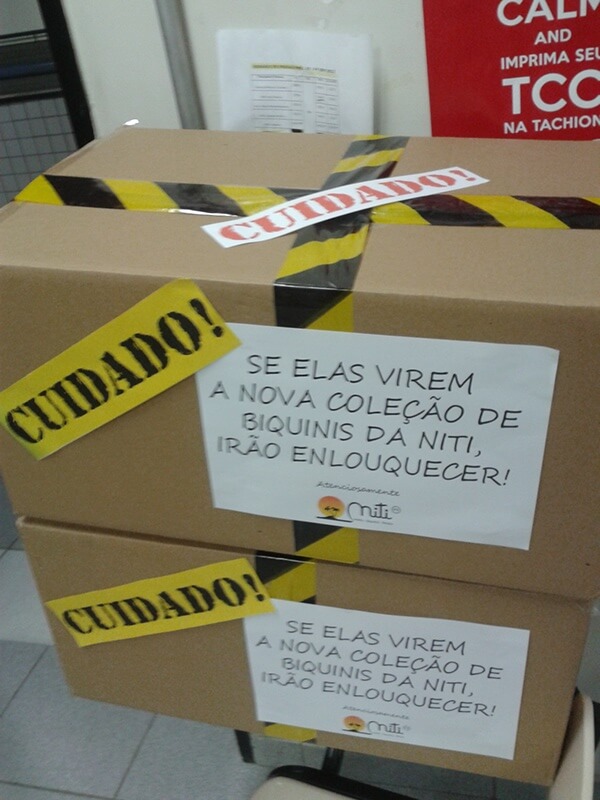 CALM
AND
IMPRIMA SEU
TCC
NA TACHION
CUIDADO!
CUIDADO!
SE ELAS VIREM
A NOVA COLEÇÃO DE
BIQUINIS DA NITI,
IRÃO ENLOUQUECER!
Atenciosamente
niti
CUIDADO!
SE ELAS VIREM
A NOVA COLEÇÃO DE
BIQUINIS DA NITI,
IRÃO ENLOUQUECER!
Atenciosamente
niti